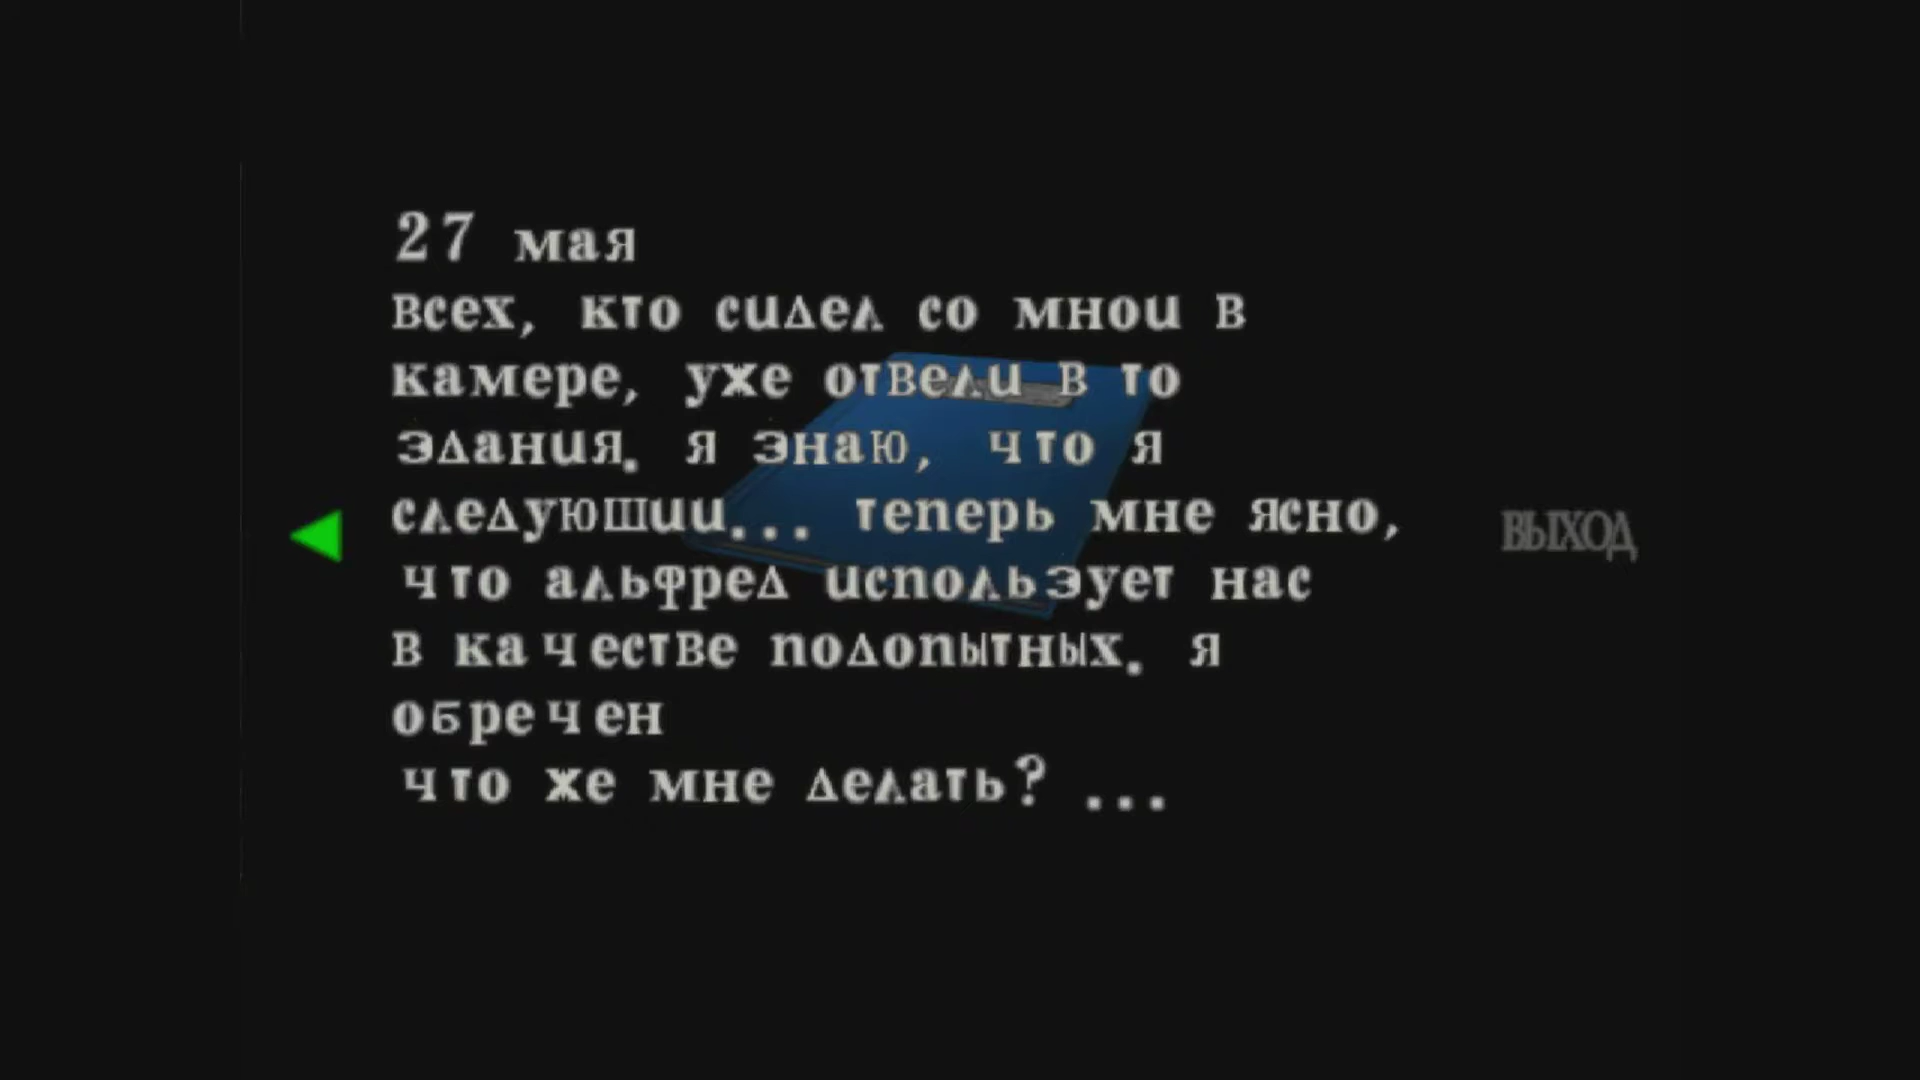 27 мая
всех, кто сидел со мнои в
камере, уже отвели в то
здания. я знаю, что я
следуюшии... теперь мне ясно,
что альфред использует нас
в качестве подопытных. я
обречен
что же мне делать? ...
ВЫХОД